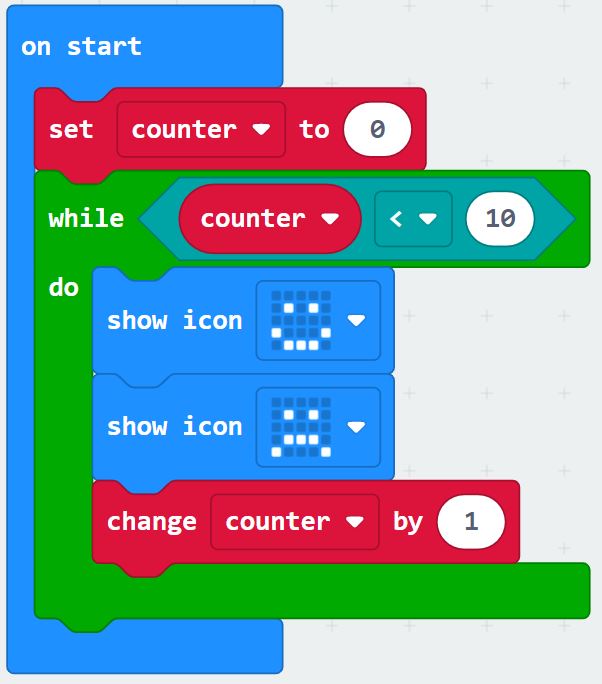 on start
set counter to 0
while counter < 10
do
show icon
show icon
change counter by 1